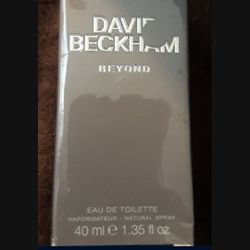 DAVID
BECKHAM
BEYOND
EAU DE TOILETTE
VAPORISATEUR - NATURAL SPRAY
40 ml e 1.35 fl oz